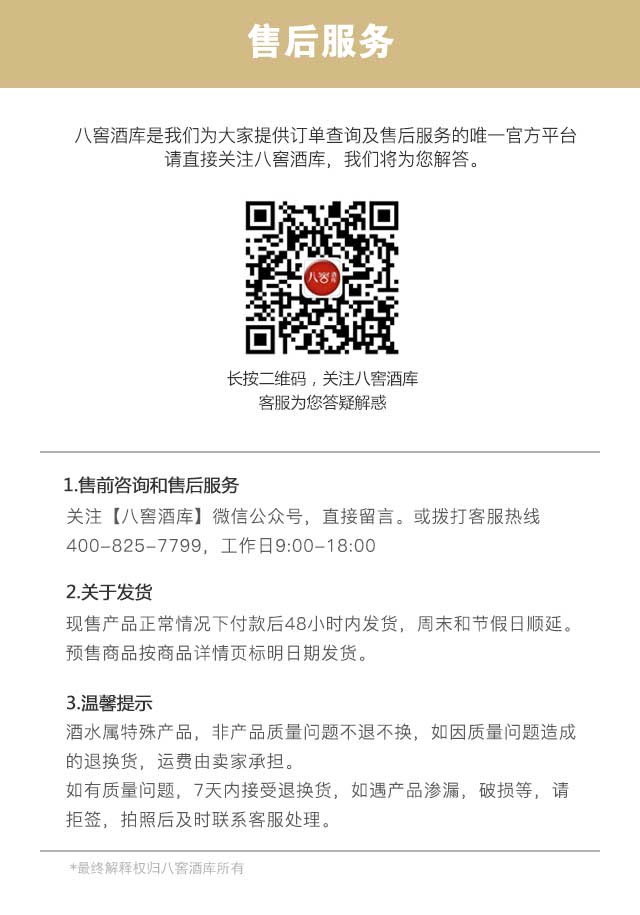 售后服务
八窖酒库是我们为大家提供订单查询及售后服务的唯一官方平台
请直接关注八窖酒库，我们将为您解答。
八窖酒库
长按二维码，关注八窖酒库
客服为您答疑解惑
1.售前咨询和售后服务
关注【八窖酒库】微信公众号，直接留言。或拨打客服热线
400-825-7799，工作日9:00-18:00
2.关于发货
现售产品正常情况下付款后48小时内发货，周末和节假日顺延。
预售商品按商品详情页标明日期发货。
3.温馨提示
酒水属特殊产品，非产品质量问题不退不换，如因质量问题造成
的退换货，运费由卖家承担。
如有质量问题，7天内接受退换货，如遇产品渗漏，破损等，请
拒签，拍照后及时联系客服处理。
*最终解释权归八窖酒库所有